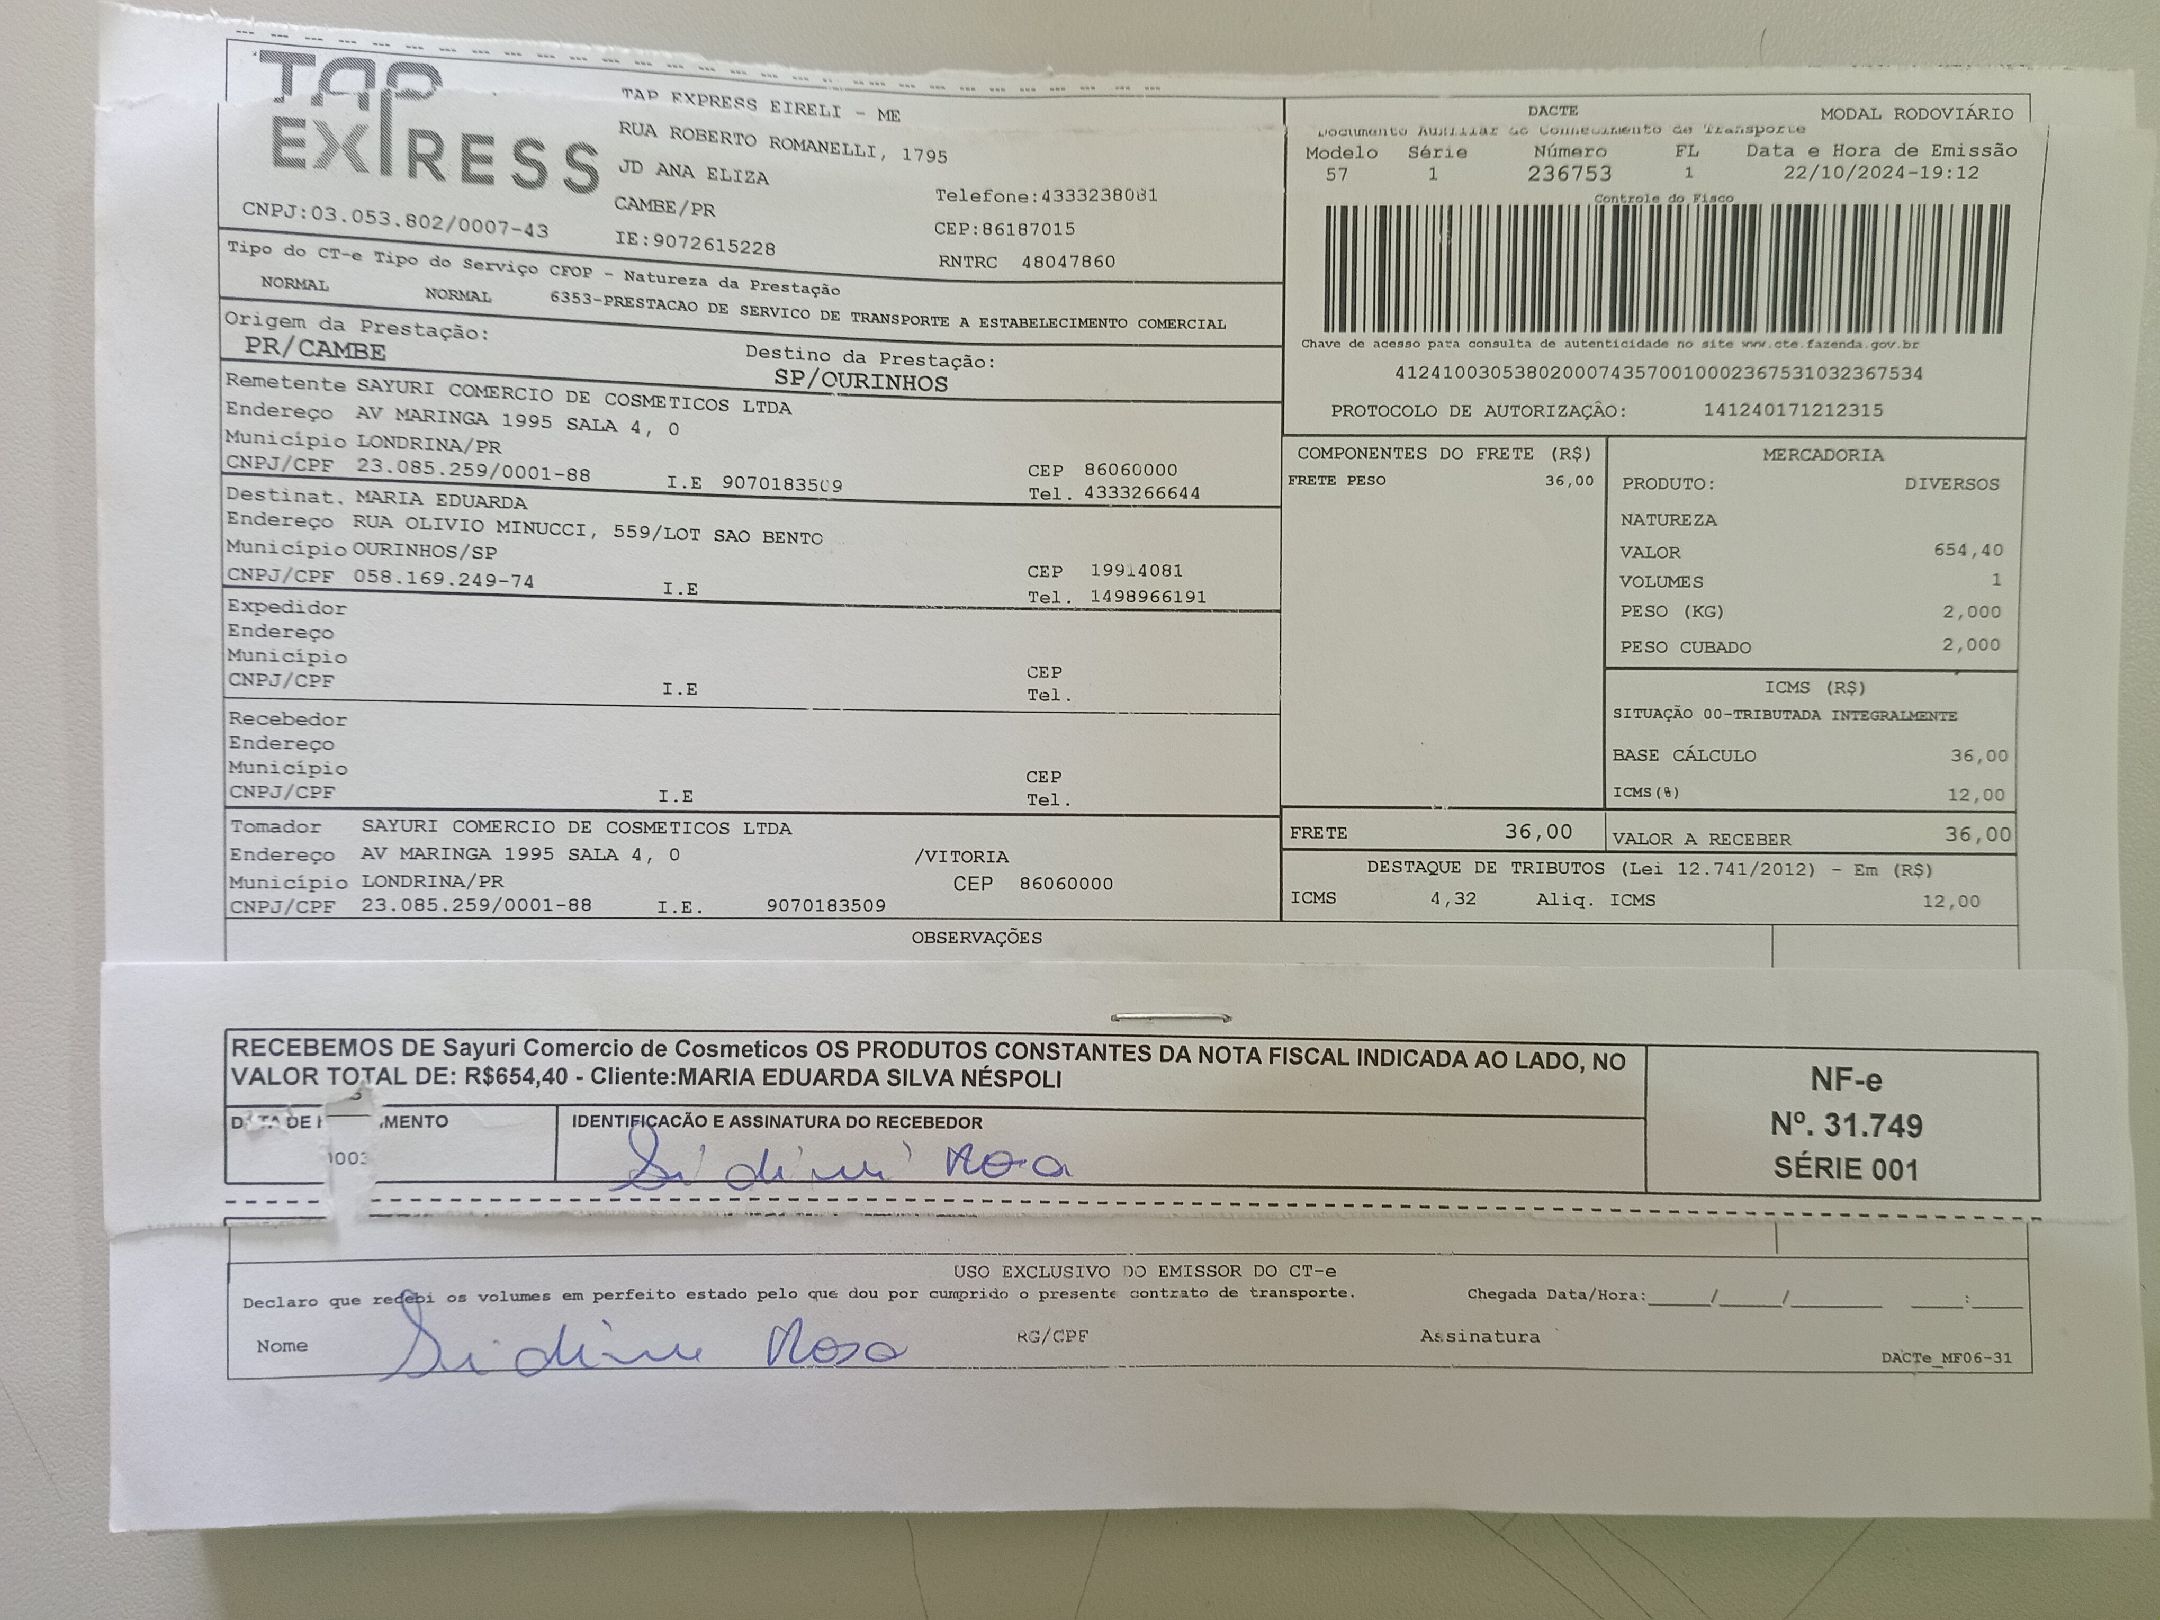 TAP EXPRESS
TAP EXPRESS EIRELI - ME
RUA ROBERTO ROMANELLI, 1795
JD ANA ELIZA
CAMBE/PR
Telefone:4333238081
CEP:86187015
CNPJ:03.053.802/0007-43
IE:9072615228
RNTRC 48047860
Tipo do CT-e Tipo do Serviço CFOP - Natureza da Prestação
NORMAL NORMAL 6353-PRESTACAO DE SERVICO DE TRANSPORTE A ESTABELECIMENTO COMERCIAL
Origem da Prestação:
PR/CAMBE
Destino da Prestação:
SP/OURINHOS
Remetente SAYURI COMERCIO DE COSMETICOS LTDA
Endereço AV MARINGA 1995 SALA 4, 0
Município LONDRINA/PR
CEP 86060000
CNPJ/CPF 23.085.259/0001-88 I.E 9070183509
Tel. 4333266644
Destinat. MARIA EDUARDA
Endereço RUA OLIVIO MINUCCI, 559/LOT SAO BENTO
Município OURINHOS/SP
CEP 19914081
CNPJ/CPF 058.169.249-74 I.E
Tel. 1498966191
Expedidor
Endereço
Município
CEP
CNPJ/CPF I.E
Tel.
Recebedor
Endereço
Município
CEP
CNPJ/CPF I.E
Tel.
Tomador SAYURI COMERCIO DE COSMETICOS LTDA
Endereço AV MARINGA 1995 SALA 4, 0 /VITORIA
Município LONDRINA/PR CEP 86060000
CNPJ/CPF 23.085.259/0001-88 I.E. 9070183509
DACTE MODAL RODOVIÁRIO
Documento Auxiliar do Conhecimento de Transporte
Modelo Série Número FL Data e Hora de Emissão
57 1 236753 1 22/10/2024-19:12
Controle do Fisco
Chave de acesso para consulta de autenticidade no site www.cte.fazenda.gov.br
41241003053802000743570010002367531032367534
PROTOCOLO DE AUTORIZAÇÃO: 141240171212315
COMPONENTES DO FRETE (R$)
FRETE PESO 36,00
MERCADORIA
PRODUTO: DIVERSOS
NATUREZA
VALOR 654,40
VOLUMES 1
PESO (KG) 2,000
PESO CUBADO 2,000
ICMS (R$)
SITUAÇÃO 00-TRIBUTADA INTEGRALMENTE
BASE CÁLCULO 36,00
ICMS(%) 12,00
FRETE 36,00 VALOR A RECEBER 36,00
DESTAQUE DE TRIBUTOS (Lei 12.741/2012) - Em (R$)
ICMS 4,32 Aliq. ICMS 12,00
OBSERVAÇÕES
RECEBEMOS DE Sayuri Comercio de Cosmeticos OS PRODUTOS CONSTANTES DA NOTA FISCAL INDICADA AO LADO, NO
VALOR TOTAL DE: R$654,40 - Cliente:MARIA EDUARDA SILVA NÉSPOLI
DE IDENTIFICACÃO E ASSINATURA DO RECEBEDOR
Rosa
NF-e
Nº. 31.749
SÉRIE 001
USO EXCLUSIVO DO EMISSOR DO CT-e
Declaro que recebi os volumes em perfeito estado pelo que dou por cumprido o presente contrato de transporte. Chegada Data/Hora:____/____/______ ____:____
Nome Rosa RG/CPF Assinatura
DACTe_MF06-31